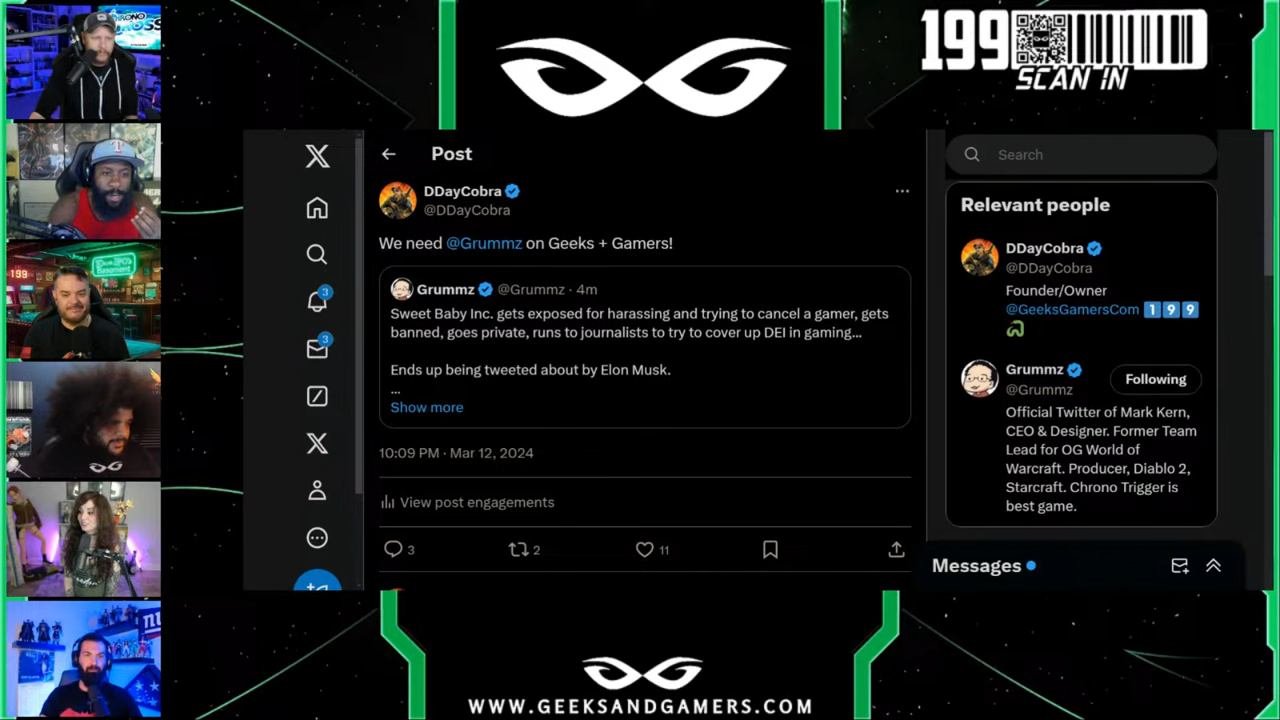 199
SCAN IN
Post
Search
DDayCobra
@DDayCobra
We need @Grummz on Geeks + Gamers!
Grummz @Grummz · 4m
Sweet Baby Inc. gets exposed for harassing and trying to cancel a gamer, gets
banned, goes private, runs to journalists to try to cover up DEI in gaming...
Ends up being tweeted about by Elon Musk.
...
Show more
10:09 PM · Mar 12, 2024
View post engagements
3 2 11
3
3
Relevant people
DDayCobra
@DDayCobra
Founder/Owner
@GeeksGamersCom 1 9 9
Grummz
@Grummz
Following
Official Twitter of Mark Kern,
CEO & Designer. Former Team
Lead for OG World of
Warcraft. Producer, Diablo 2,
Starcraft. Chrono Trigger is
best game.
Messages
WWW.GEEKSANDGAMERS.COM